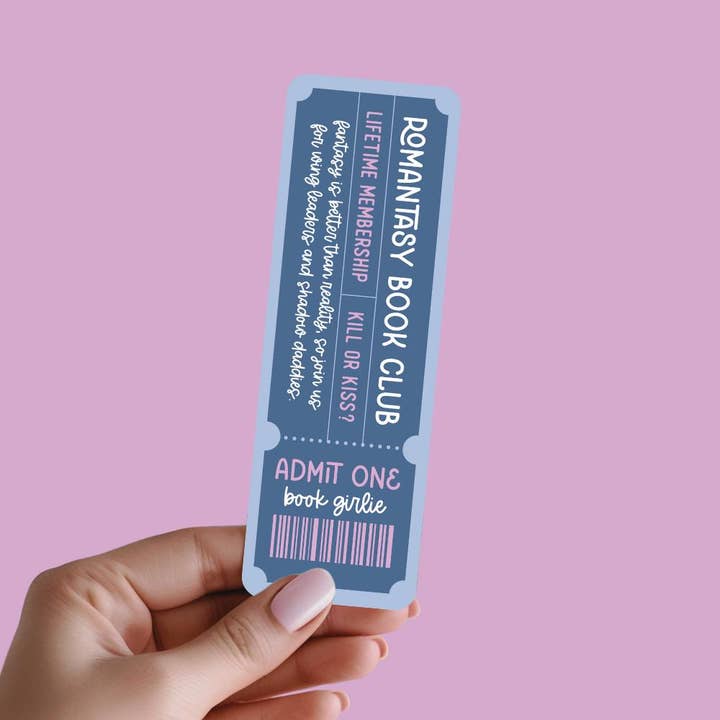 ROMANTASY BOOK CLUB
LIFETIME MEMBERSHIP
KILL OR KISS?
fantasy is better than reality, so join us
for wing leaders and shadow daddies.
ADMIT ONE
book girlie